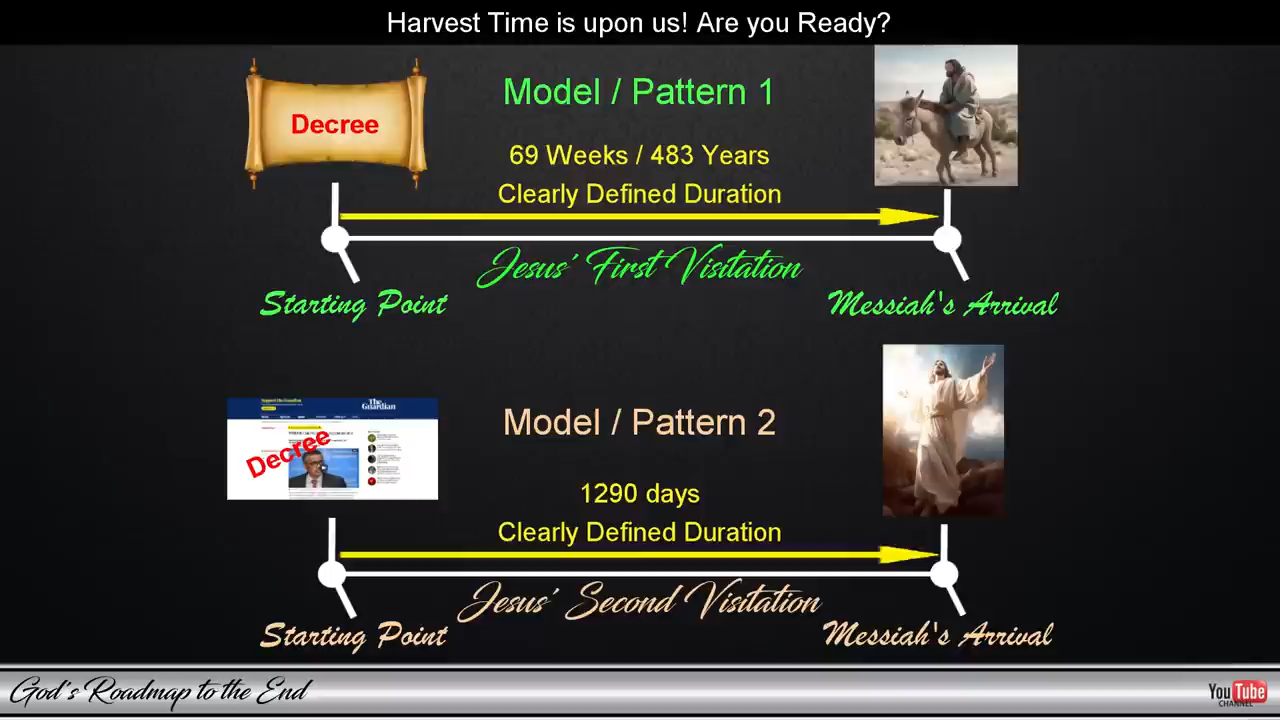 Harvest Time is upon us! Are you Ready?
Decree
Model / Pattern 1
69 Weeks / 483 Years
Clearly Defined Duration
Jesus' First Visitation
Starting Point
Messiah's Arrival
The Guardian
Decree
Model / Pattern 2
1290 days
Clearly Defined Duration
Jesus' Second Visitation
Starting Point
Messiah's Arrival
God's Roadmap to the End
YouTube
CHANNEL